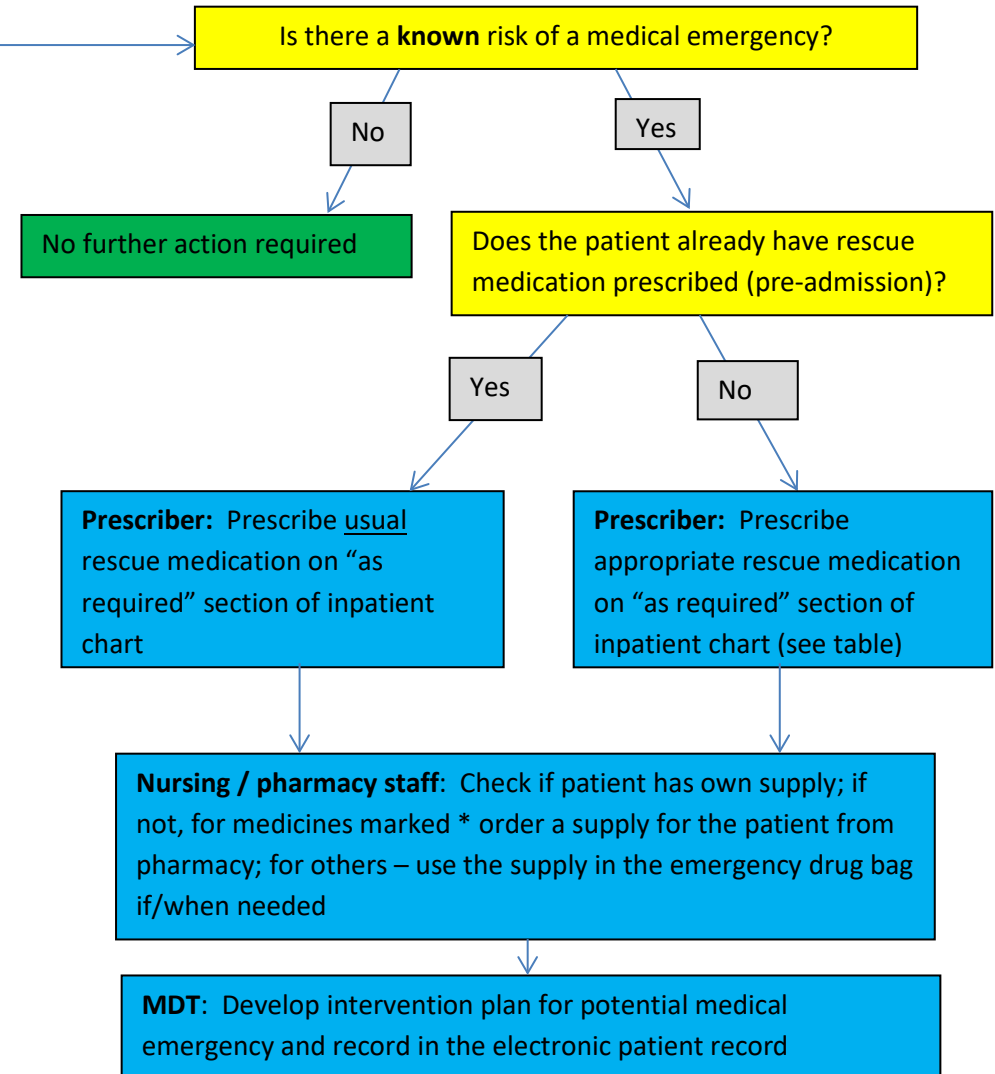 Is there a known risk of a medical emergency?
No
Yes
No further action required
Does the patient already have rescue
medication prescribed (pre-admission)?
Yes
No
Prescriber: Prescribe usual
rescue medication on “as
required” section of inpatient
chart
Prescriber: Prescribe
appropriate rescue medication
on “as required” section of
inpatient chart (see table)
Nursing / pharmacy staff: Check if patient has own supply; if
not, for medicines marked * order a supply for the patient from
pharmacy; for others – use the supply in the emergency drug bag
if/when needed
MDT: Develop intervention plan for potential medical
emergency and record in the electronic patient record